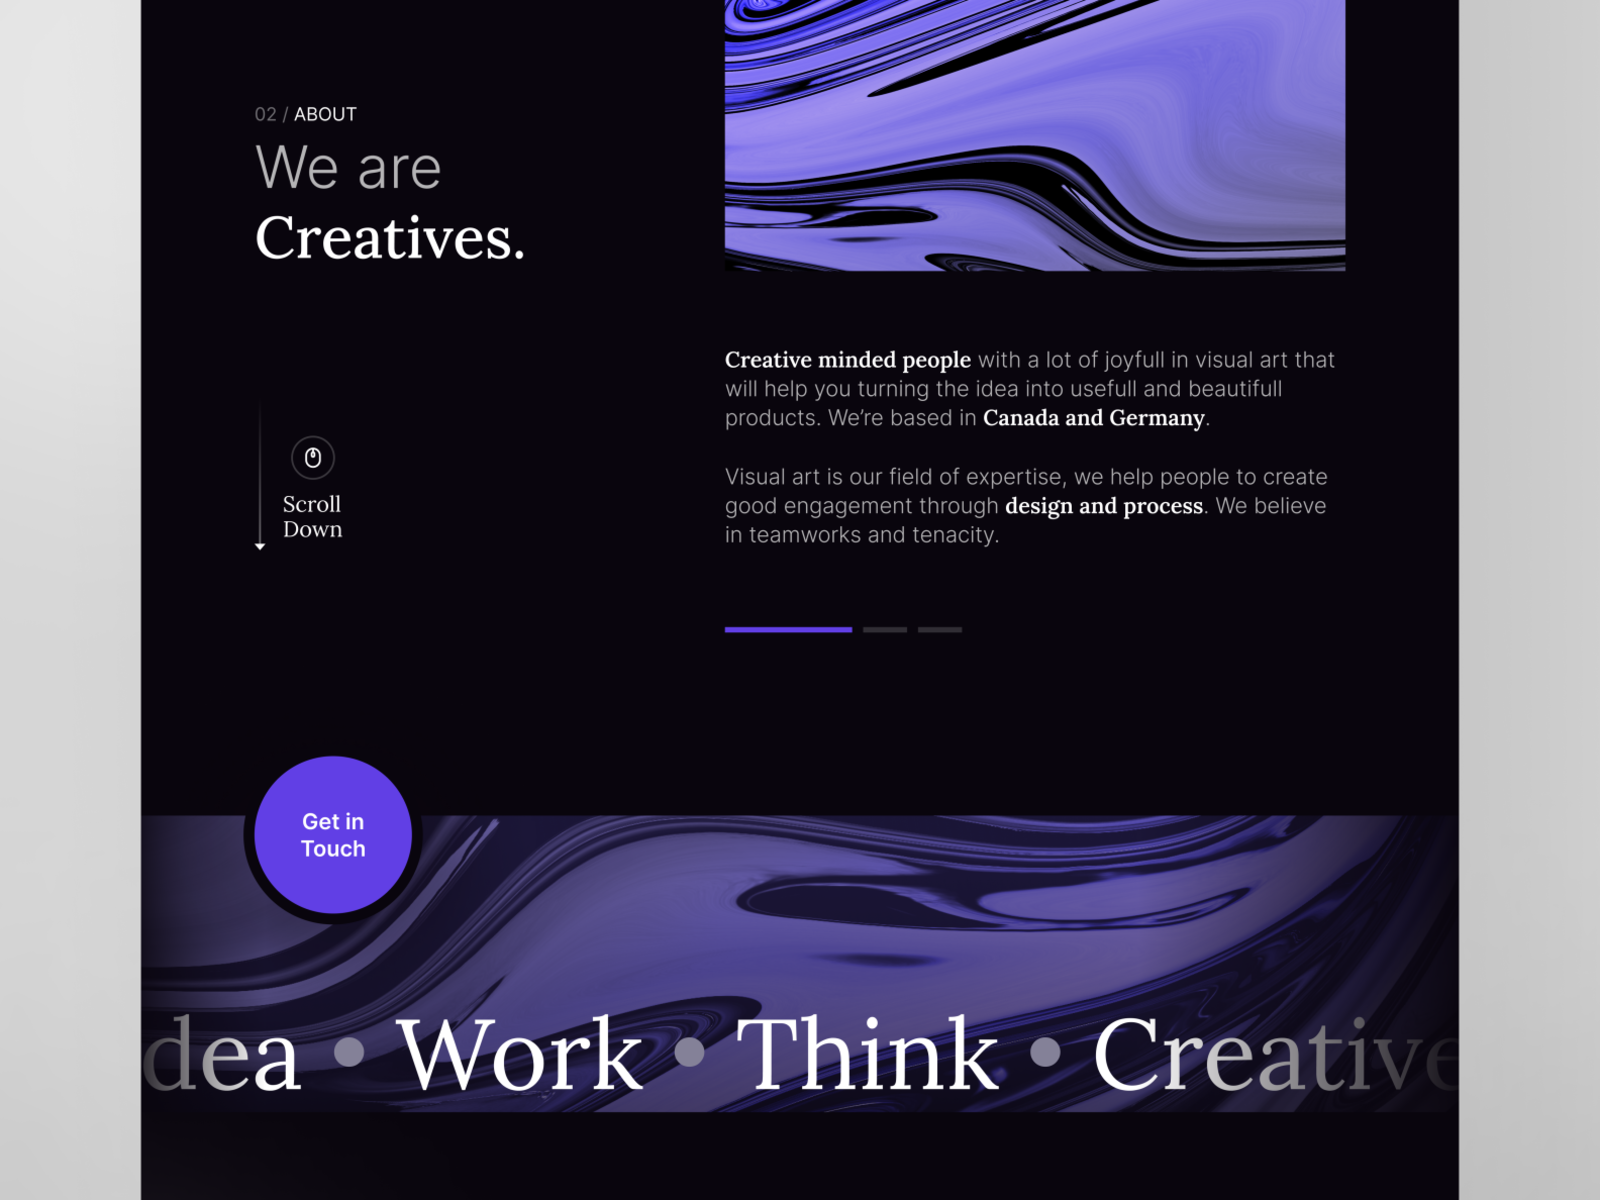 02 / ABOUT
We are
Creatives.
Creative minded people with a lot of joyfull in visual art that
will help you turning the idea into usefull and beautifull
products. We’re based in Canada and Germany.
Visual art is our field of expertise, we help people to create
good engagement through design and process. We believe
in teamworks and tenacity.
Scroll
Down
Get in
Touch
dea • Work • Think • Creative